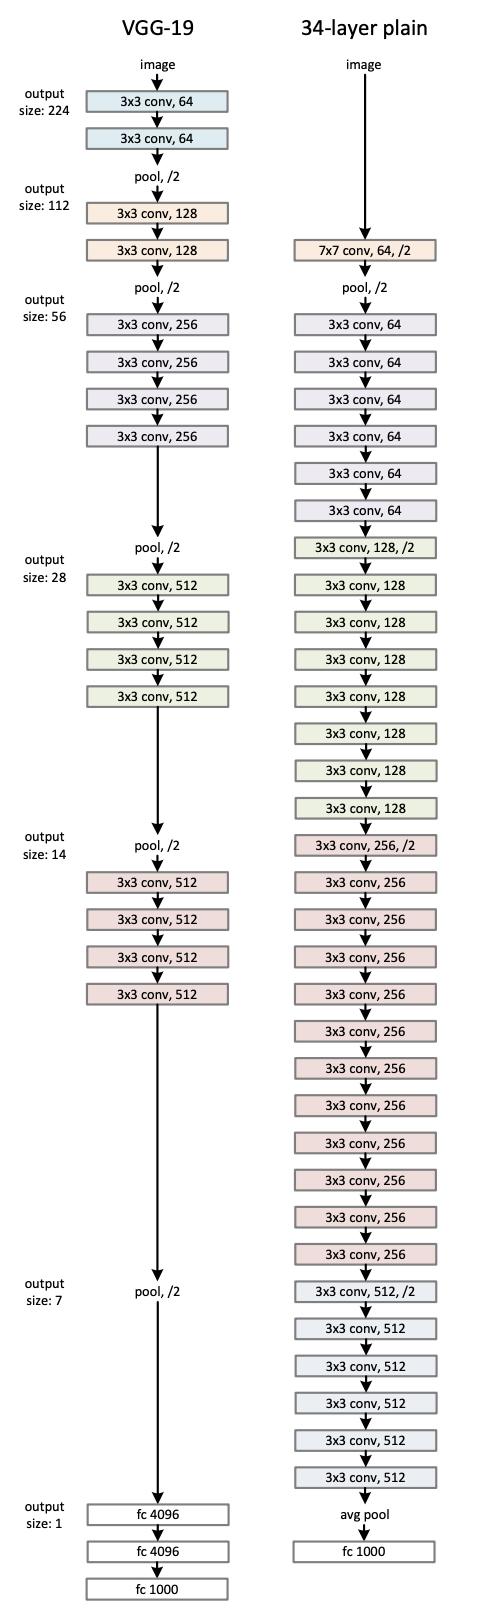 VGG-19
34-layer plain
image
image
output
size: 224
3x3 conv, 64
3x3 conv, 64
pool, /2
output
size: 112
3x3 conv, 128
3x3 conv, 128
7x7 conv, 64, /2
pool, /2
pool, /2
output
size: 56
3x3 conv, 256
3x3 conv, 64
3x3 conv, 256
3x3 conv, 64
3x3 conv, 256
3x3 conv, 64
3x3 conv, 256
3x3 conv, 64
3x3 conv, 64
3x3 conv, 64
output
size: 28
pool, /2
3x3 conv, 128, /2
3x3 conv, 512
3x3 conv, 128
3x3 conv, 512
3x3 conv, 128
3x3 conv, 512
3x3 conv, 128
3x3 conv, 512
3x3 conv, 128
3x3 conv, 128
3x3 conv, 128
3x3 conv, 128
output
size: 14
pool, /2
3x3 conv, 256, /2
3x3 conv, 512
3x3 conv, 256
3x3 conv, 512
3x3 conv, 256
3x3 conv, 512
3x3 conv, 256
3x3 conv, 512
3x3 conv, 256
3x3 conv, 256
3x3 conv, 256
3x3 conv, 256
3x3 conv, 256
3x3 conv, 256
3x3 conv, 256
3x3 conv, 256
output
size: 7
pool, /2
3x3 conv, 512, /2
3x3 conv, 512
3x3 conv, 512
3x3 conv, 512
3x3 conv, 512
3x3 conv, 512
output
size: 1
fc 4096
avg pool
fc 4096
fc 1000
fc 1000